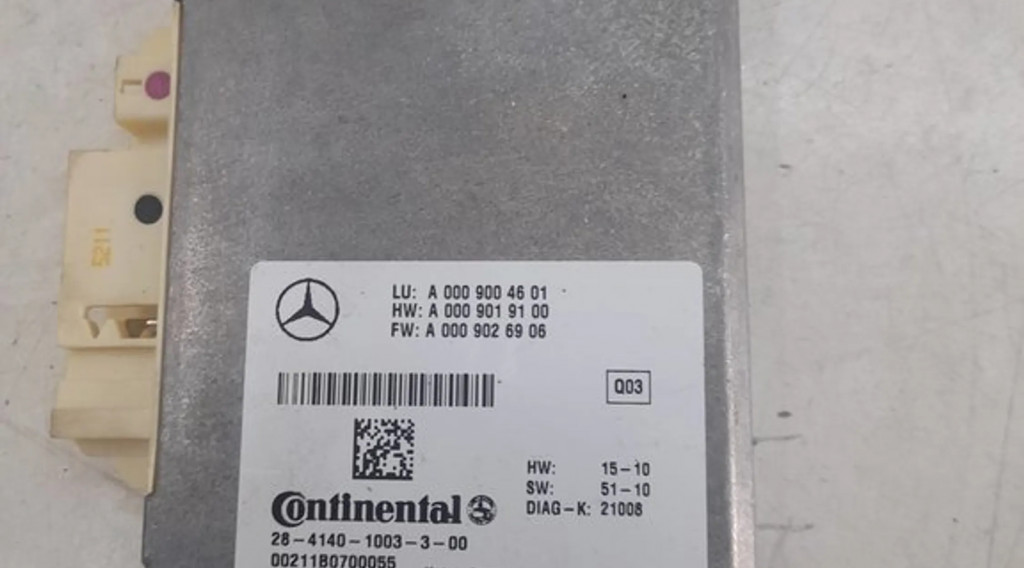 L
LU: A 000 900 46 01
HW: A 000 901 91 00
FW: A 000 902 69 06
Q03
HW: 15-10
SW: 51-10
DIAG-K: 21008
Continental
28-4140-1003-3-00
00211B0700055